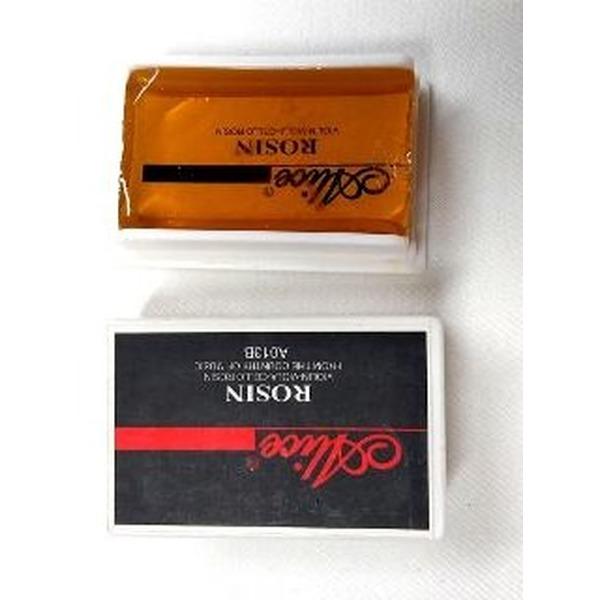 Alice®
ROSIN
VIOLIN-VIOLA-CELLO ROSIN
Alice®
ROSIN
VIOLIN-VIOLA-CELLO ROSIN
FROM THE COUNTRY OF MUSIC
A013B